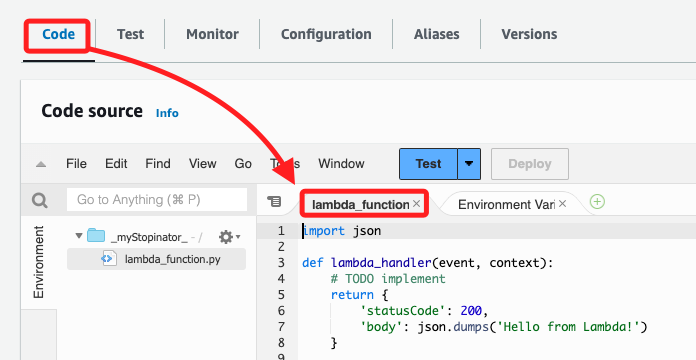 Code Test Monitor Configuration Aliases Versions
Code source Info
File Edit Find View Go Tools Window Test Deploy
Go to Anything (⌘ P) lambda_function Environment Vari
Environment
_myStopinator_ - /
lambda_function.py
1 import json
2
3 def lambda_handler(event, context):
4 # TODO implement
5 return {
6 'statusCode': 200,
7 'body': json.dumps('Hello from Lambda!')
8 }
9